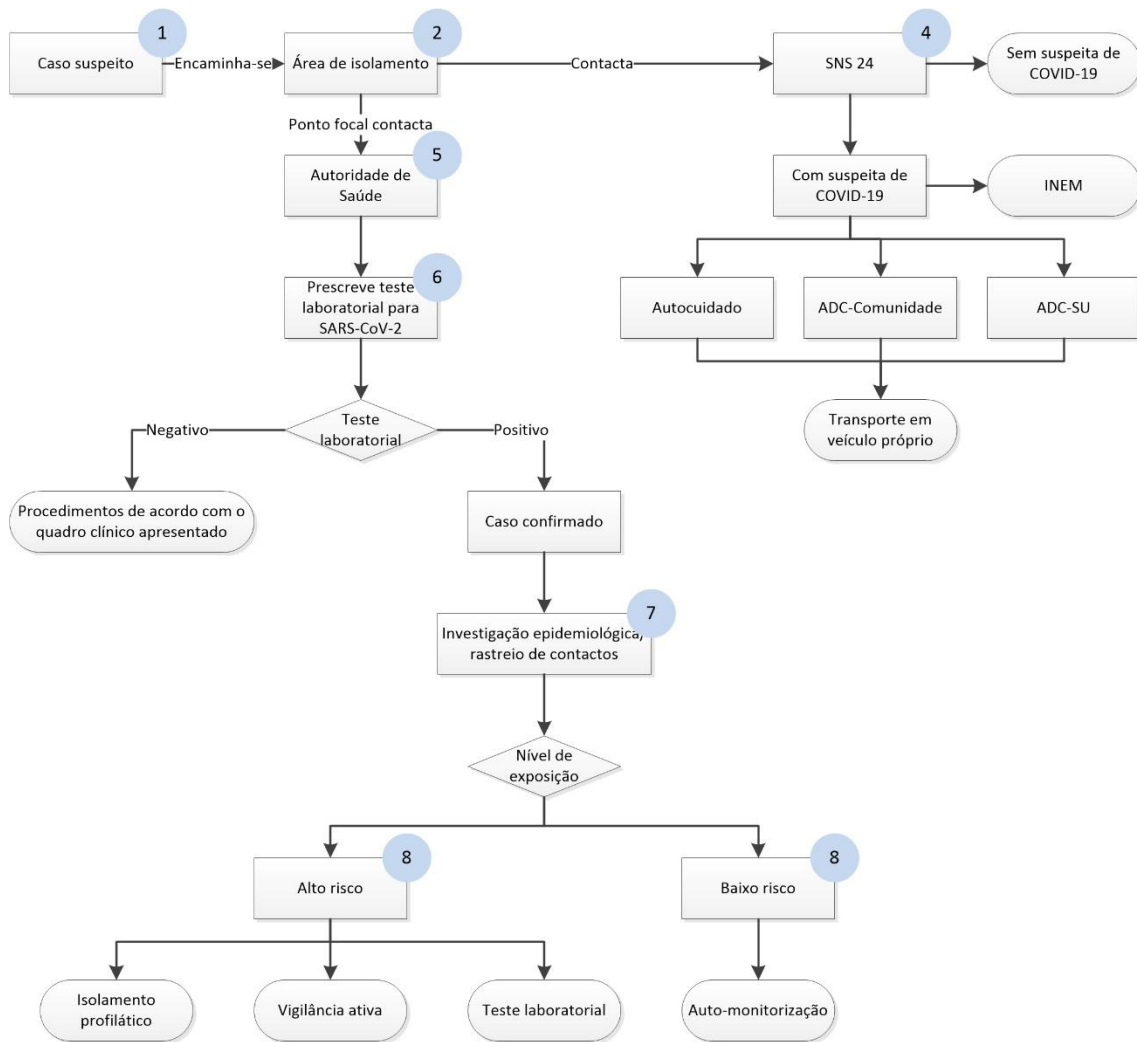 1
2
4
Caso suspeito
Encaminha-se
Área de isolamento
Contacta
SNS 24
Sem suspeita de
COVID-19
Ponto focal contacta
5
Autoridade de
Saúde
Com suspeita de
COVID-19
INEM
6
Prescreve teste
laboratorial para
SARS-CoV-2
Autocuidado
ADC-Comunidade
ADC-SU
Negativo
Teste
laboratorial
Positivo
Transporte em
veículo próprio
Procedimentos de acordo com o
quadro clínico apresentado
Caso confirmado
7
Investigação epidemiológica/
rastreio de contactos
Nível de
exposição
8
8
Alto risco
Baixo risco
Isolamento
profilático
Vigilância ativa
Teste laboratorial
Auto-monitorização